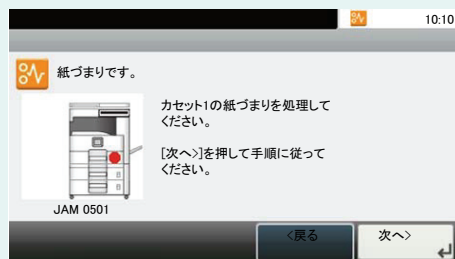 10:10
紙づまりです。
カセット1の紙づまりを処理して
ください。
[次へ>]を押して手順に従って
ください。
JAM 0501
<戻る
次へ>